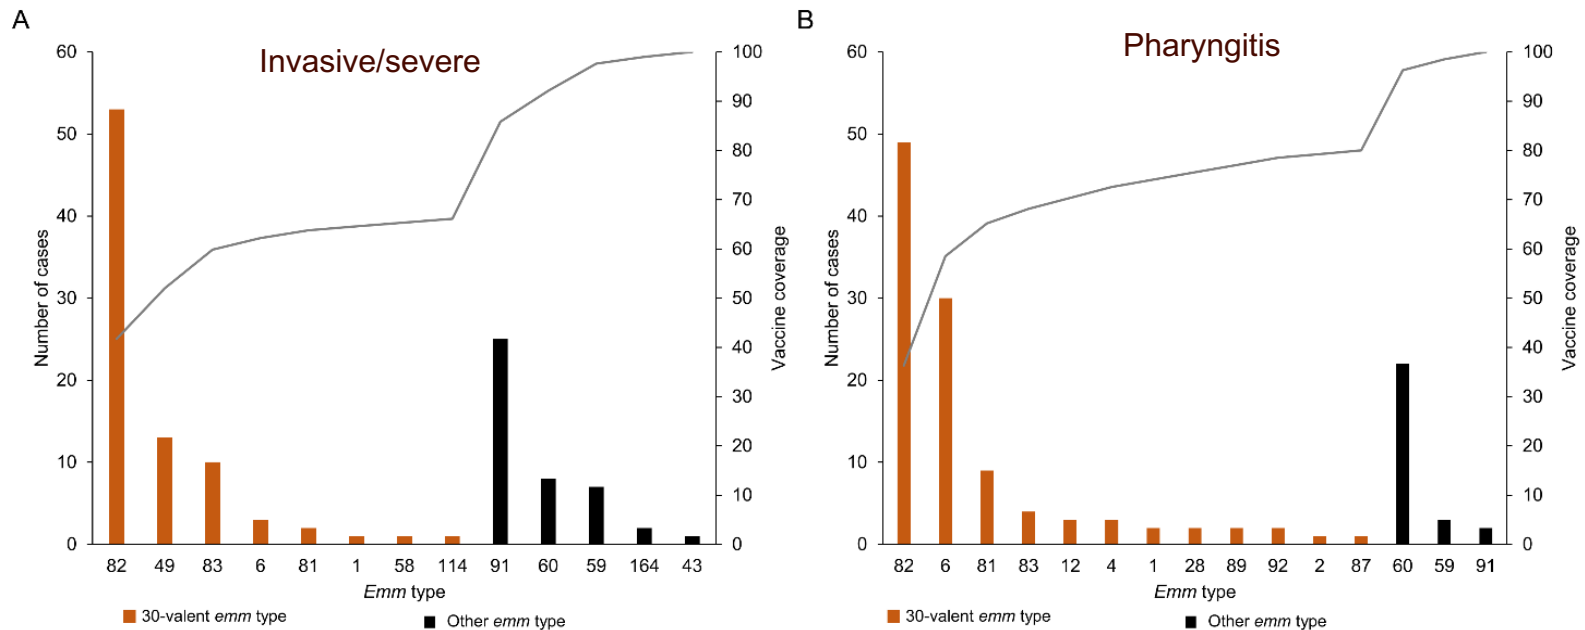 A
Invasive/severe
60
50
40
30
20
10
0
Number of cases
100
90
80
70
60
50
40
30
20
10
0
Vaccine coverage
82 49 83 6 81 1 58 114 91 60 59 164 43
Emm type
30-valent emm type
Other emm type
B
Pharyngitis
60
50
40
30
20
10
0
Number of cases
100
90
80
70
60
50
40
30
20
10
0
Vaccine coverage
82 6 81 83 12 4 1 28 89 92 2 87 60 59 91
Emm type
30-valent emm type
Other emm type